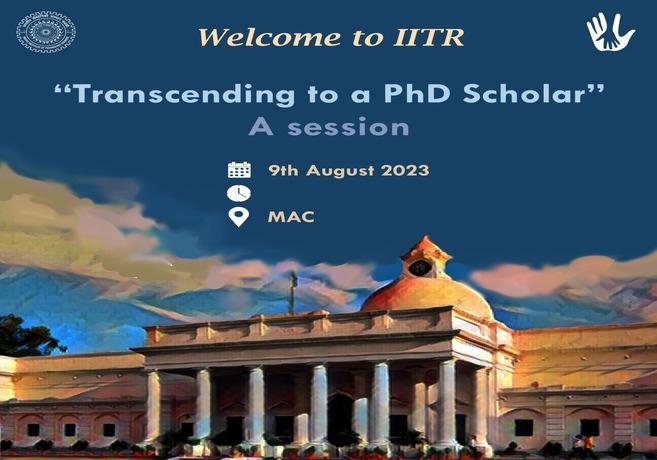 Welcome to IITR
“Transcending to a PhD Scholar”
A session
9th August 2023
MAC